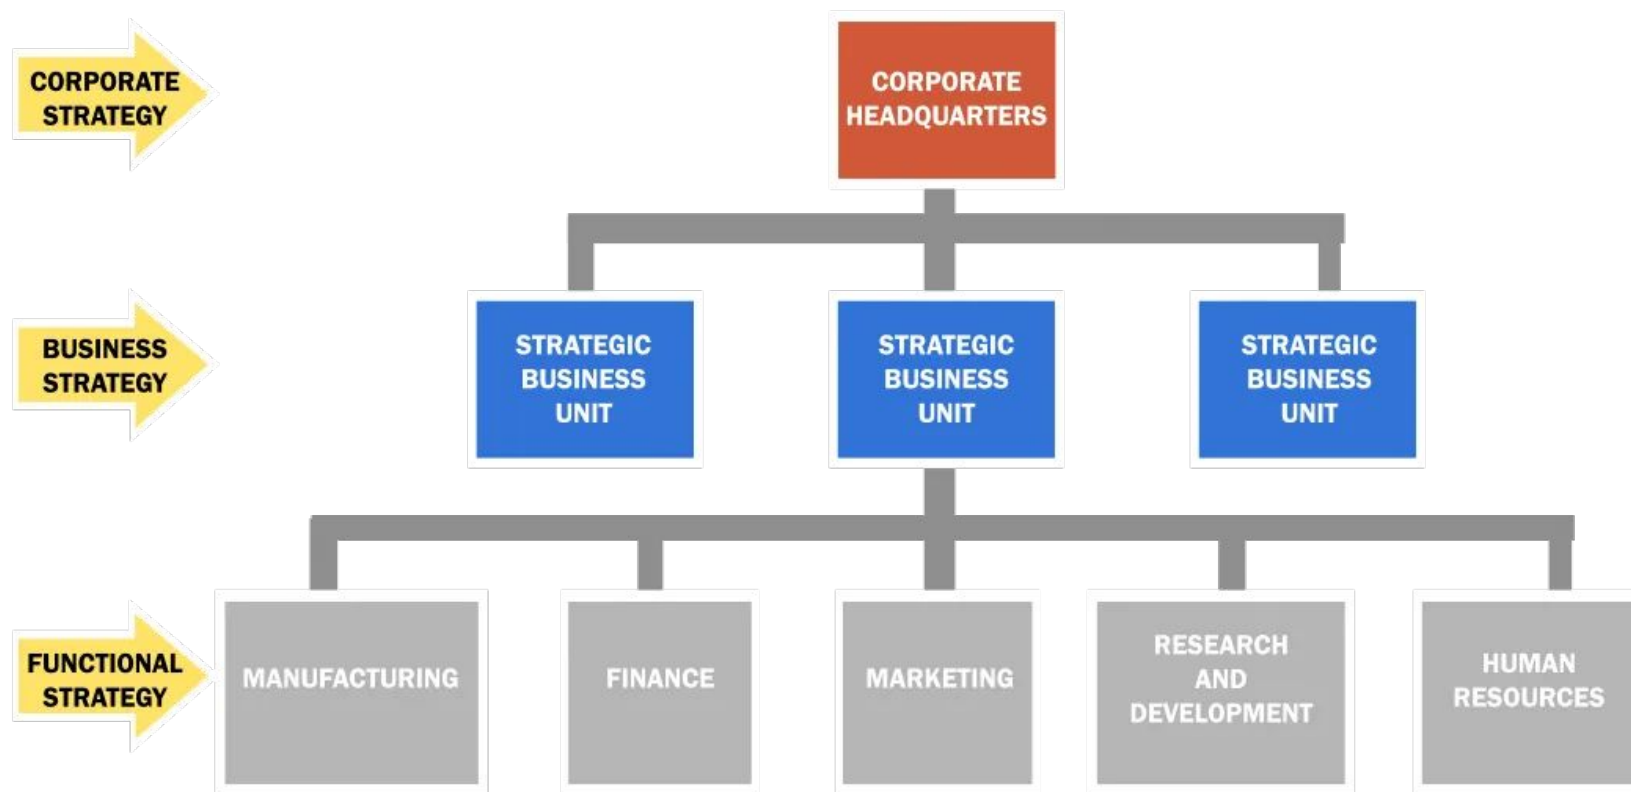 CORPORATE
STRATEGY
CORPORATE
HEADQUARTERS
BUSINESS
STRATEGY
STRATEGIC
BUSINESS
UNIT
STRATEGIC
BUSINESS
UNIT
STRATEGIC
BUSINESS
UNIT
FUNCTIONAL
STRATEGY
MANUFACTURING
FINANCE
MARKETING
RESEARCH
AND
DEVELOPMENT
HUMAN
RESOURCES